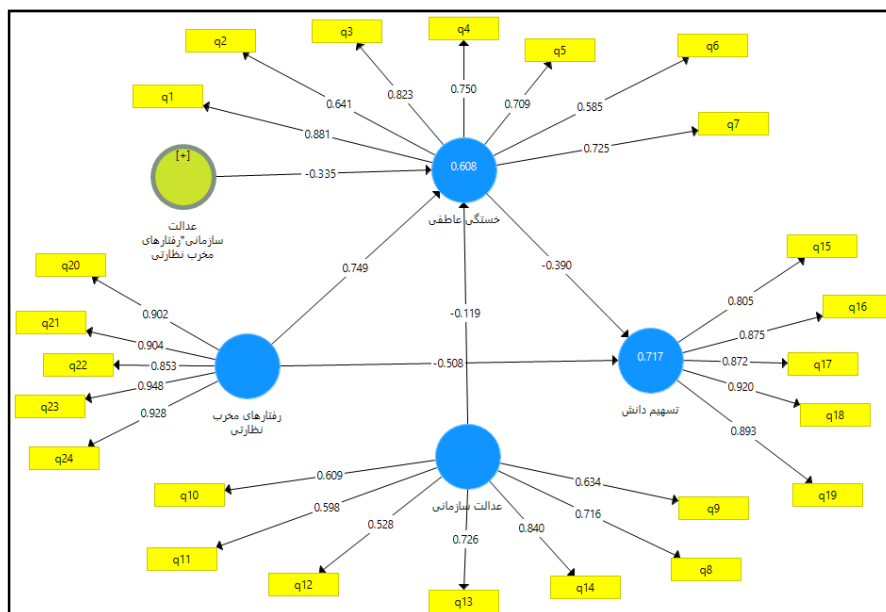 q4
q3
q2
q5
q6
q1
q7
0.750
0.823
0.641
0.709
0.585
0.881
0.725
[+]
0.608
-0.335
خستگی عاطفی
عدالت
سازمانی*رفتارهای
مخرب نظارتی
q20
q21
q22
q23
q24
0.902
0.904
0.853
0.948
0.928
رفتارهای مخرب
نظارتی
0.749
-0.119
-0.390
-0.508
0.717
تسهیم دانش
q15
q16
q17
q18
q19
0.805
0.875
0.872
0.920
0.893
عدالت سازمانی
q10
q11
q12
q13
q14
q8
q9
0.609
0.598
0.528
0.726
0.840
0.716
0.634